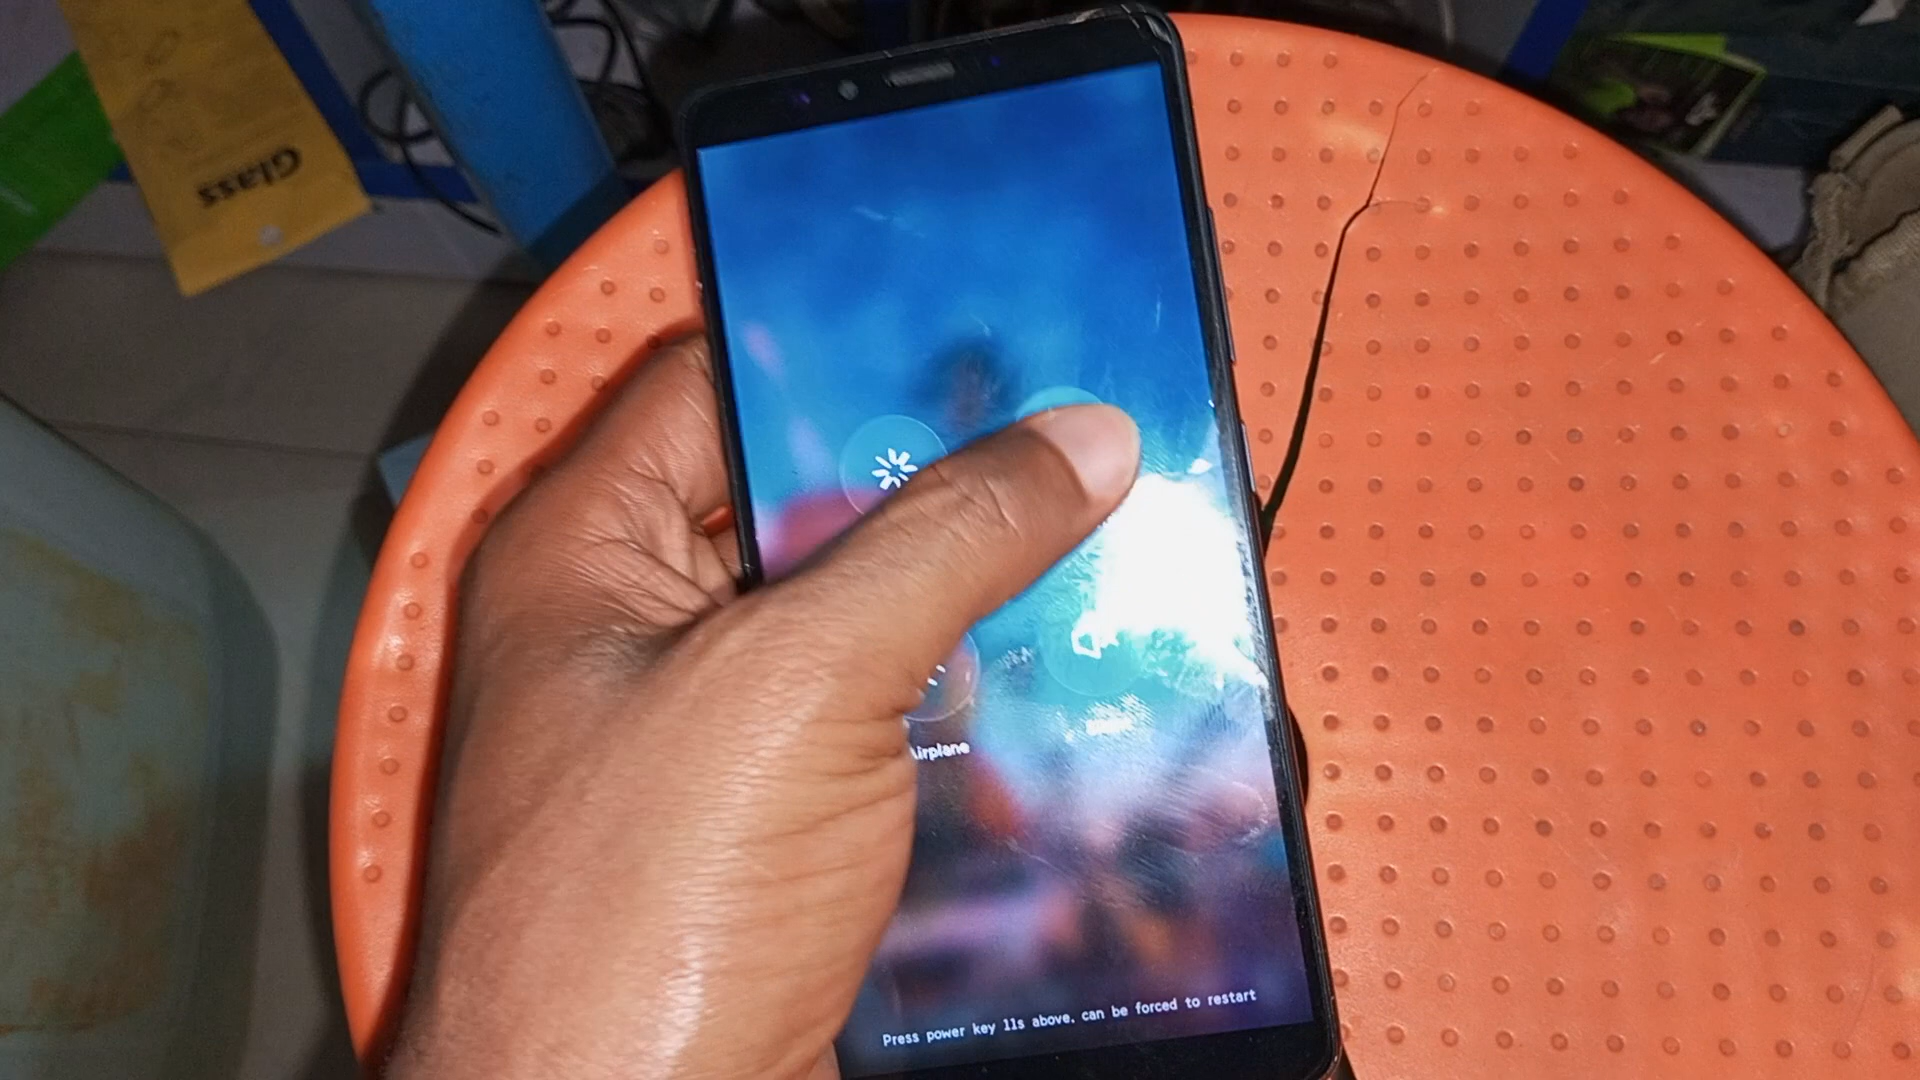 Glass
Airplane
Press power key 11s above, can be forced to restart